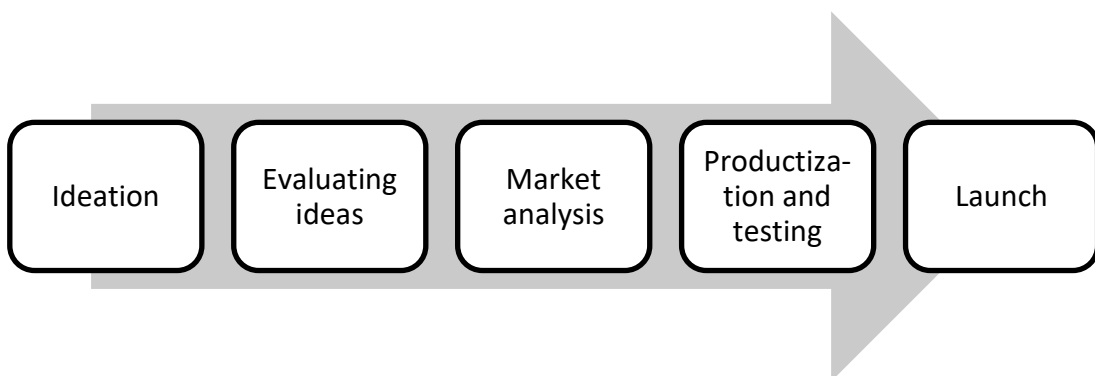 Ideation
Evaluating
ideas
Market
analysis
Productiza-
tion and
testing
Launch